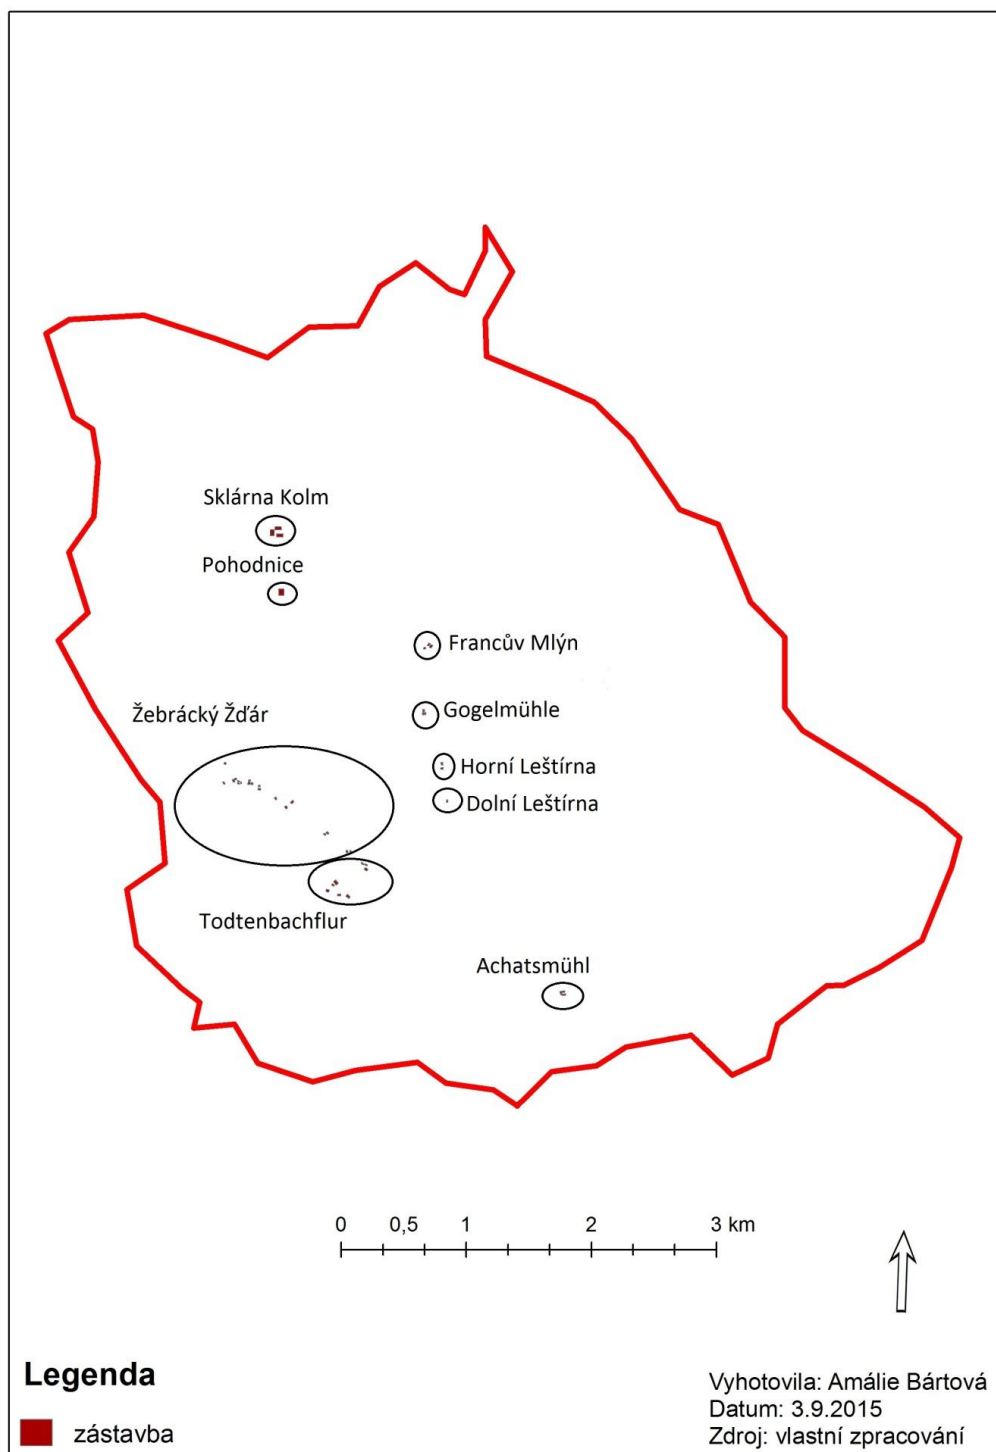 Sklárna Kolm
Pohodnice
Francův Mlýn
Žebrácký Žďár
Gogelmühle
Horní Leštírna
Dolní Leštírna
Todtenbachflur
Achatsmühl
0 0,5 1 2 3 km
Legenda
zástavba
Vyhotovila: Amálie Bártová
Datum: 3.9.2015
Zdroj: vlastní zpracování